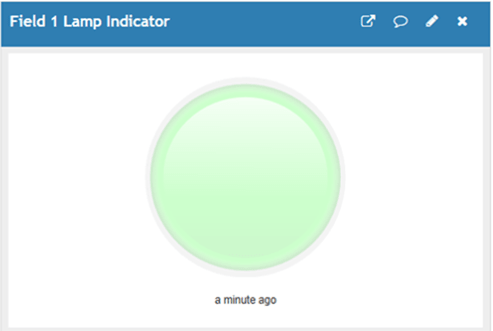 Field 1 Lamp Indicator
a minute ago